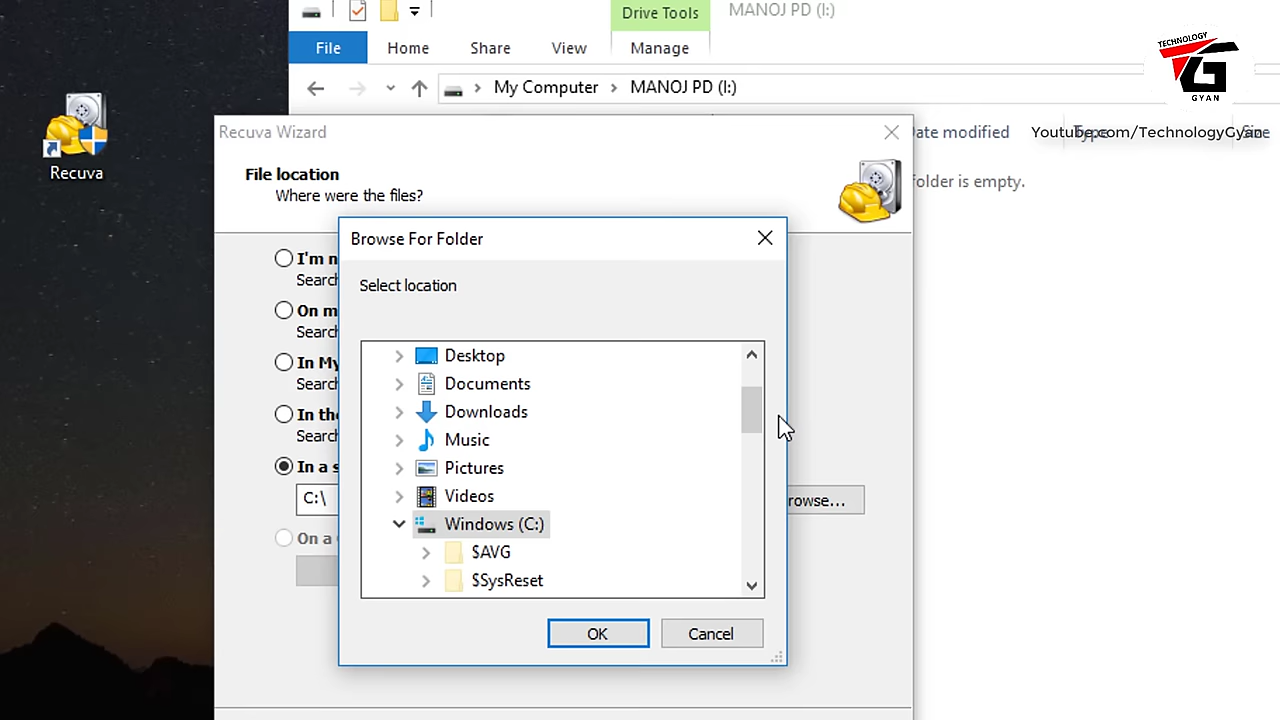 Drive Tools
MANOJ PD (I:)
File
Home
Share
View
Manage
My Computer
MANOJ PD (I:)
TECHNOLOGY
GYAN
Recuva
Recuva Wizard
Date modified
Type
Size
Youtube.com/TechnologyGyan
File location
Where were the files?
folder is empty.
Browse For Folder
Select location
I'm n
Search
On m
Search
In My
Search
In the
Search
In a s
C:\
rowse...
On a
Desktop
Documents
Downloads
Music
Pictures
Videos
Windows (C:)
$AVG
$SysReset
OK
Cancel